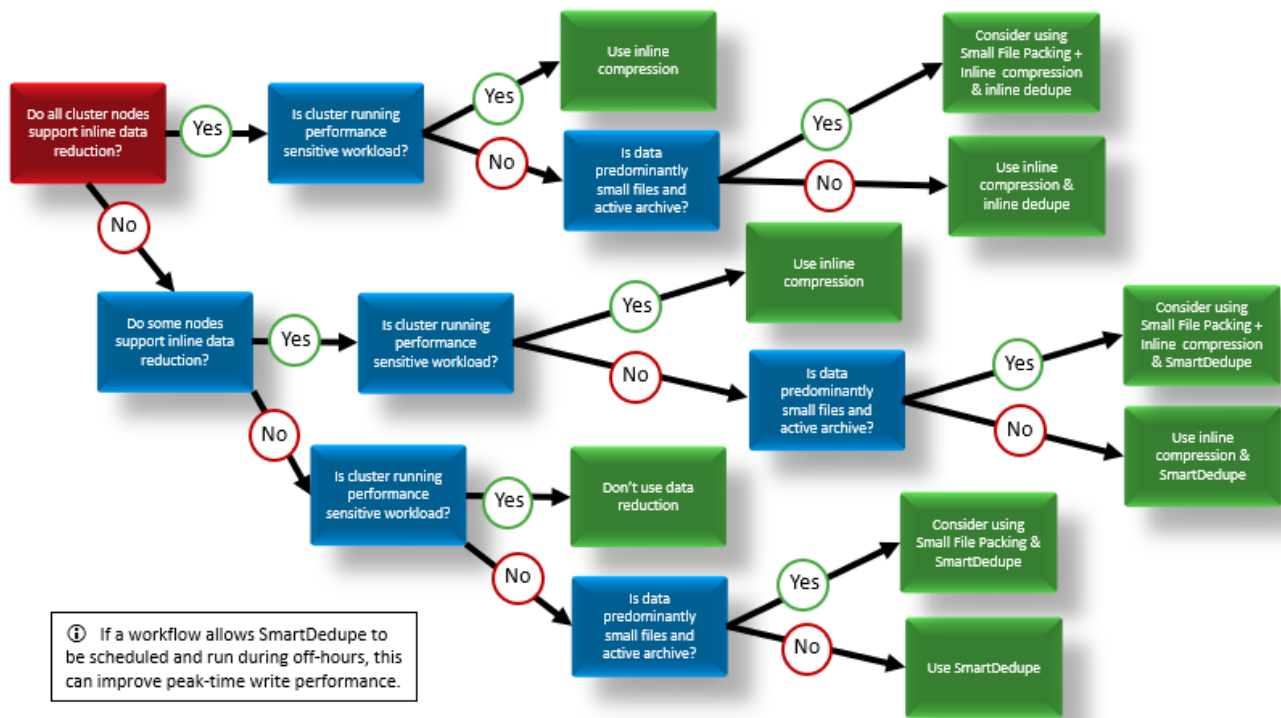 Do all cluster nodes
support inline data
reduction?
Yes
Is cluster running
performance
sensitive workload?
Yes
Use inline
compression
No
Is data
predominantly
small files and
active archive?
Yes
Consider using
Small File Packing +
Inline compression
& inline dedupe
No
Use inline
compression &
inline dedupe
No
Do some nodes
support inline data
reduction?
Yes
Is cluster running
performance
sensitive workload?
Yes
Use inline
compression
No
Is data
predominantly
small files and
active archive?
Yes
Consider using
Small File Packing +
Inline compression
& SmartDedupe
No
Use inline
compression &
SmartDedupe
No
Is cluster running
performance
sensitive workload?
Yes
Don't use data
reduction
No
Is data
predominantly
small files and
active archive?
Yes
Consider using
Small File Packing &
SmartDedupe
No
Use SmartDedupe
ⓘ If a workflow allows SmartDedupe to
be scheduled and run during off-hours, this
can improve peak-time write performance.